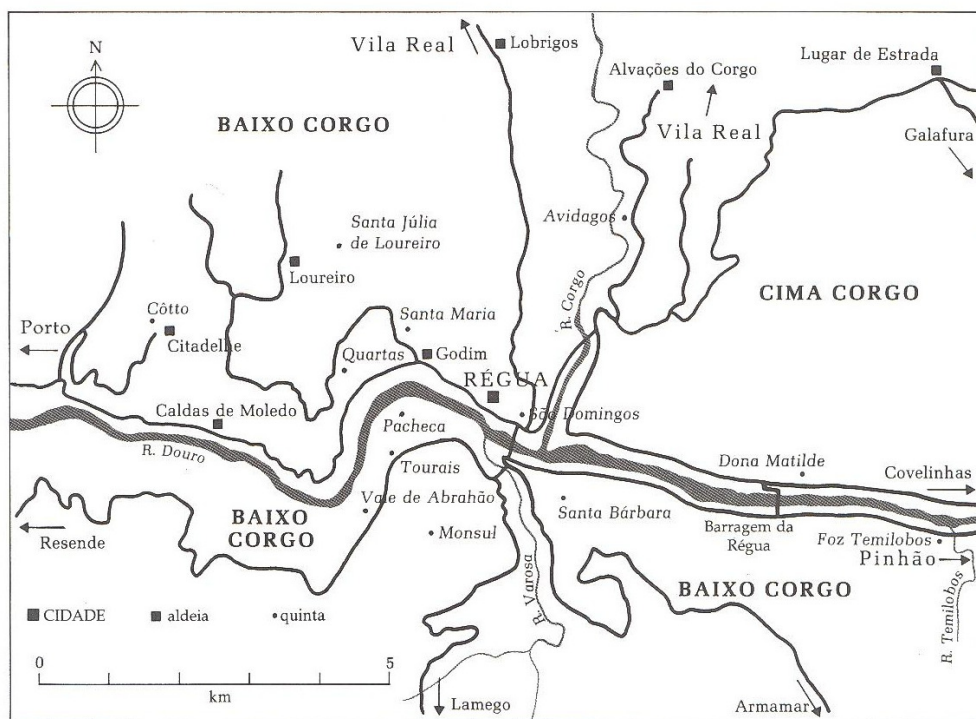 N
Vila Real
Lobrigos
Alvações do Corgo
Lugar de Estrada
BAIXO CORGO
Vila Real
Galafura
Santa Júlia
de Loureiro
Avidagos
Loureiro
R. Corgo
CIMA CORGO
Côtto
Porto
Citadelhe
Santa Maria
Quartas
Godim
RÉGUA
Caldas de Moledo
Pacheca
São Domingos
R. Douro
Tourais
Dona Matilde
Covelinhas
Vale de Abrahão
BAIXO
CORGO
Santa Bárbara
Barragem da
Régua
Foz Temilobos
Resende
Monsul
Pinhão
R. Varosa
BAIXO CORGO
R. Temilobos
CIDADE
aldeia
quinta
0
5
km
Lamego
Armamar